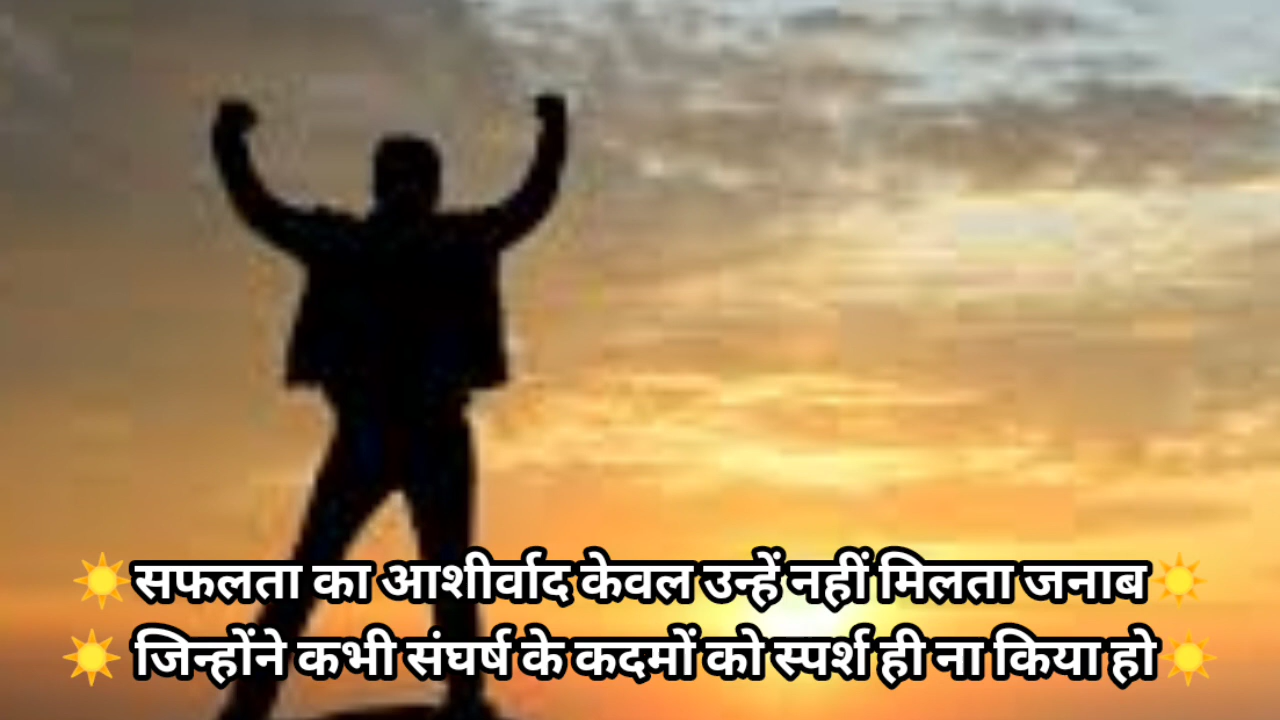 ☀️सफलता का आशीर्वाद केवल उन्हें नहीं मिलता जनाब☀️
☀️ जिन्होंने कभी संघर्ष के कदमों को स्पर्श ही ना किया हो☀️